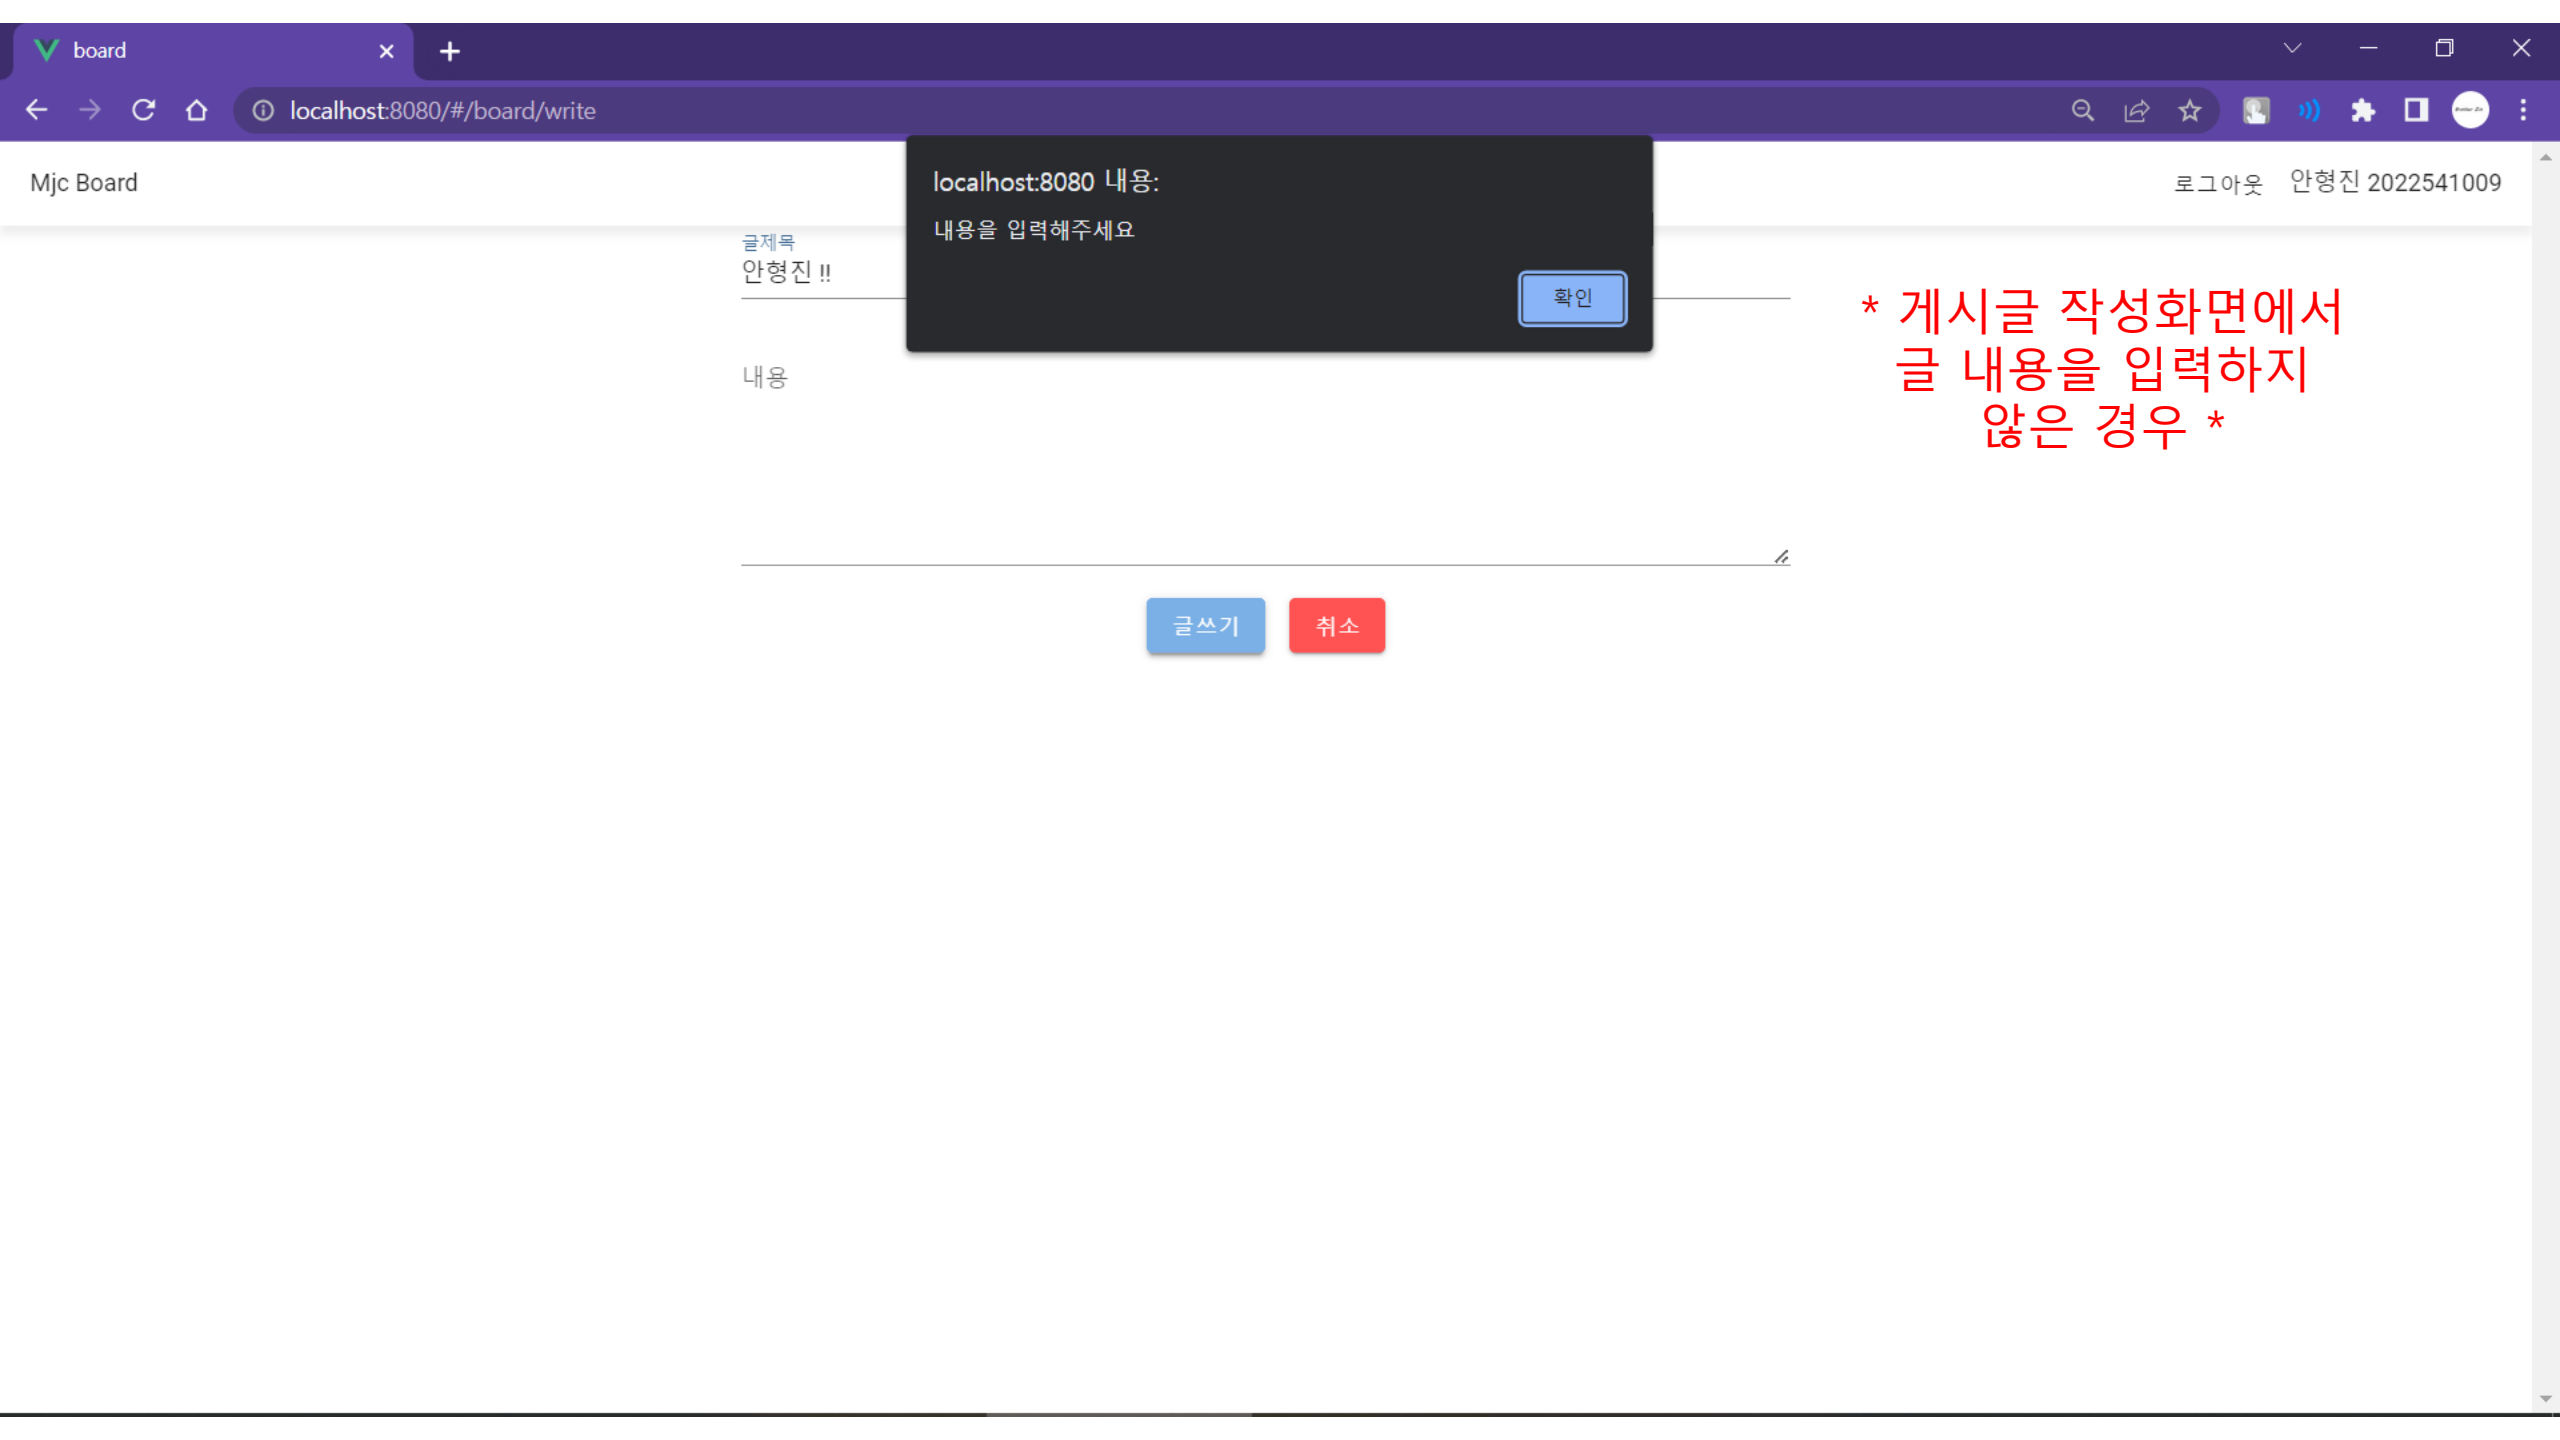 board
localhost:8080/#/board/write
Mjc Board
로그아웃 안형진 2022541009
localhost:8080 내용:
내용을 입력해주세요
확인
글제목
안형진 !!
내용
글쓰기 취소
* 게시글 작성화면에서
글 내용을 입력하지
않은 경우 *